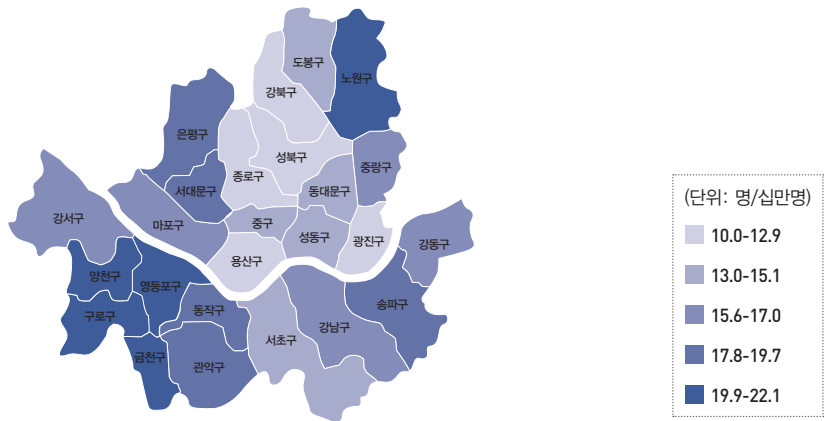 도봉구
노원구
강북구
은평구
성북구
중랑구
종로구
서대문구
동대문구
강서구
마포구
중구
성동구
광진구
강동구
용산구
양천구
영등포구
송파구
동작구
구로구
강남구
서초구
금천구
관악구
(단위: 명/십만명)
10.0-12.9
13.0-15.1
15.6-17.0
17.8-19.7
19.9-22.1